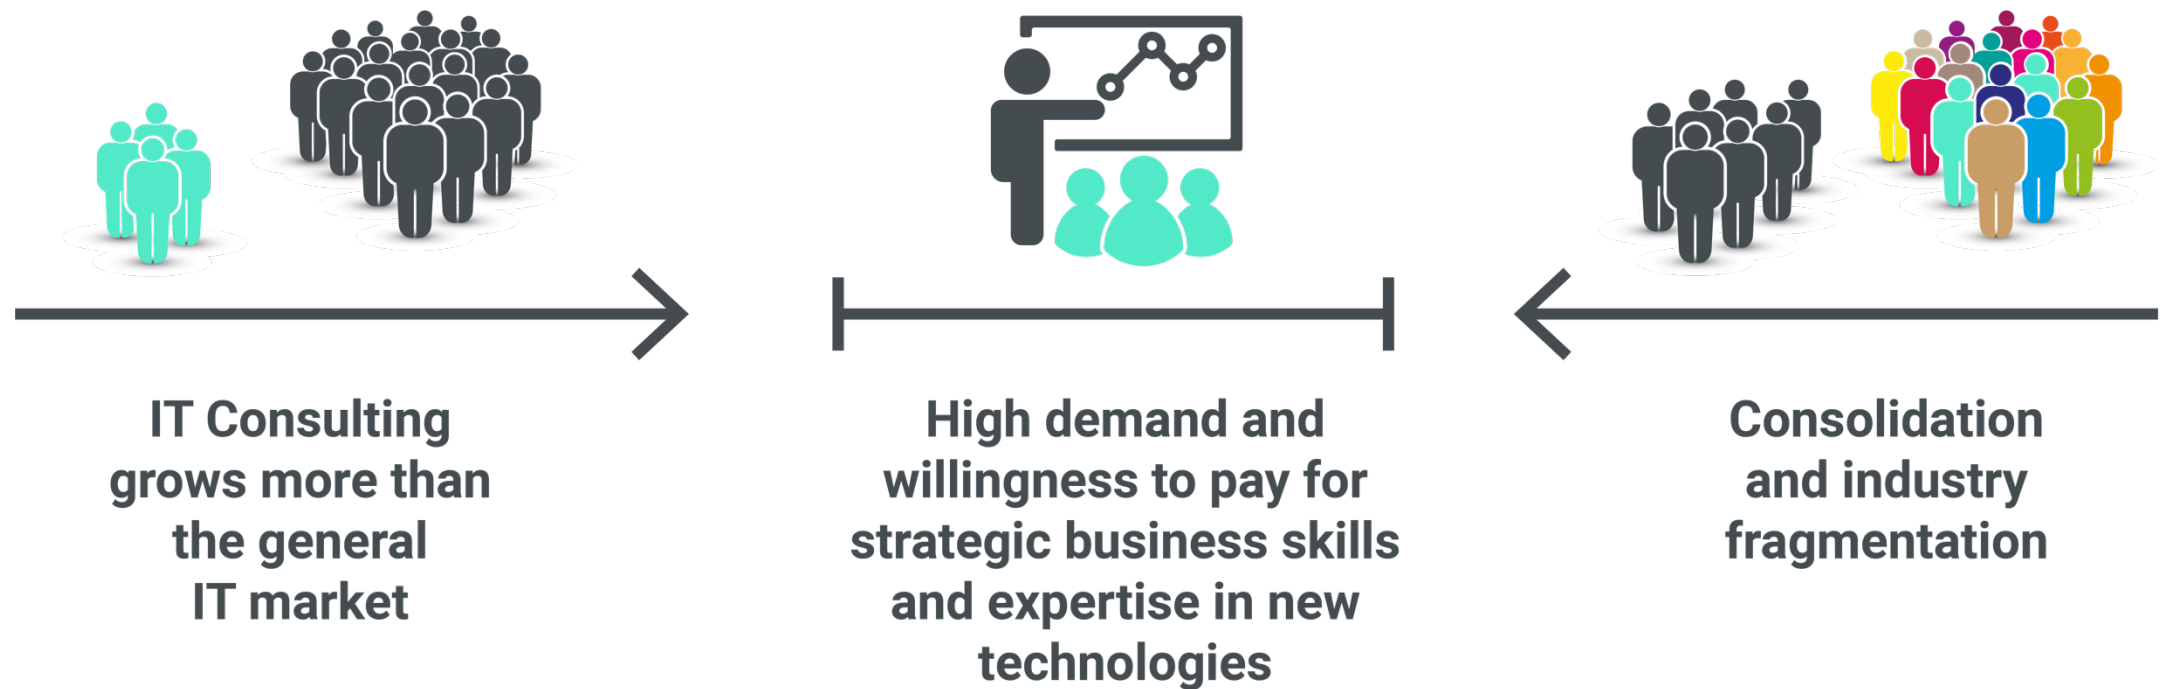 IT Consulting
grows more than
the general
IT market
High demand and
willingness to pay for
strategic business skills
and expertise in new
technologies
Consolidation
and industry
fragmentation